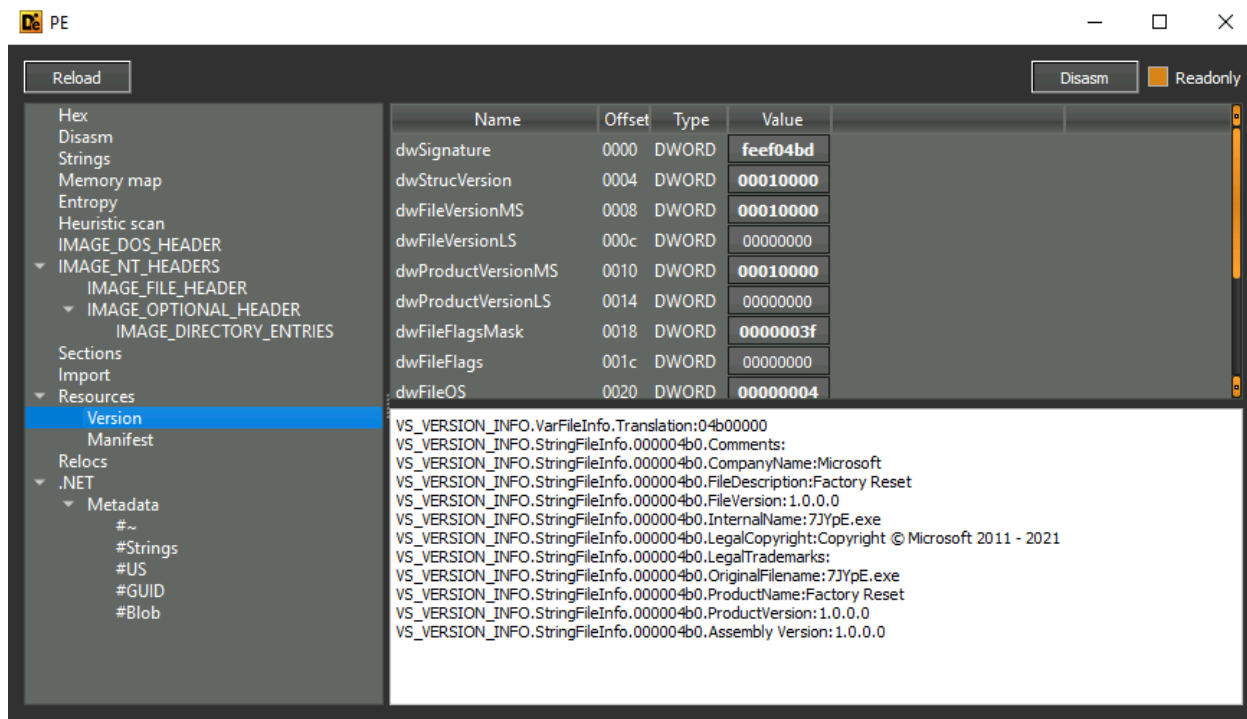 PE
Reload
Disasm
Readonly
Hex
Disasm
Strings
Memory map
Entropy
Heuristic scan
IMAGE_DOS_HEADER
IMAGE_NT_HEADERS
IMAGE_FILE_HEADER
IMAGE_OPTIONAL_HEADER
IMAGE_DIRECTORY_ENTRIES
Sections
Import
Resources
Version
Manifest
Relocs
.NET
Metadata
#~
#Strings
#US
#GUID
#Blob
Name Offset Type Value
dwSignature 0000 DWORD feef04bd
dwStrucVersion 0004 DWORD 00010000
dwFileVersionMS 0008 DWORD 00010000
dwFileVersionLS 000c DWORD 00000000
dwProductVersionMS 0010 DWORD 00010000
dwProductVersionLS 0014 DWORD 00000000
dwFileFlagsMask 0018 DWORD 0000003f
dwFileFlags 001c DWORD 00000000
dwFileOS 0020 DWORD 00000004
VS_VERSION_INFO.VarFileInfo.Translation:04b00000
VS_VERSION_INFO.StringFileInfo.000004b0.Comments:
VS_VERSION_INFO.StringFileInfo.000004b0.CompanyName:Microsoft
VS_VERSION_INFO.StringFileInfo.000004b0.FileDescription:Factory Reset
VS_VERSION_INFO.StringFileInfo.000004b0.FileVersion:1.0.0.0
VS_VERSION_INFO.StringFileInfo.000004b0.InternalName:7JYpE.exe
VS_VERSION_INFO.StringFileInfo.000004b0.LegalCopyright:Copyright © Microsoft 2011 - 2021
VS_VERSION_INFO.StringFileInfo.000004b0.LegalTrademarks:
VS_VERSION_INFO.StringFileInfo.000004b0.OriginalFilename:7JYpE.exe
VS_VERSION_INFO.StringFileInfo.000004b0.ProductName:Factory Reset
VS_VERSION_INFO.StringFileInfo.000004b0.ProductVersion:1.0.0.0
VS_VERSION_INFO.StringFileInfo.000004b0.Assembly Version:1.0.0.0